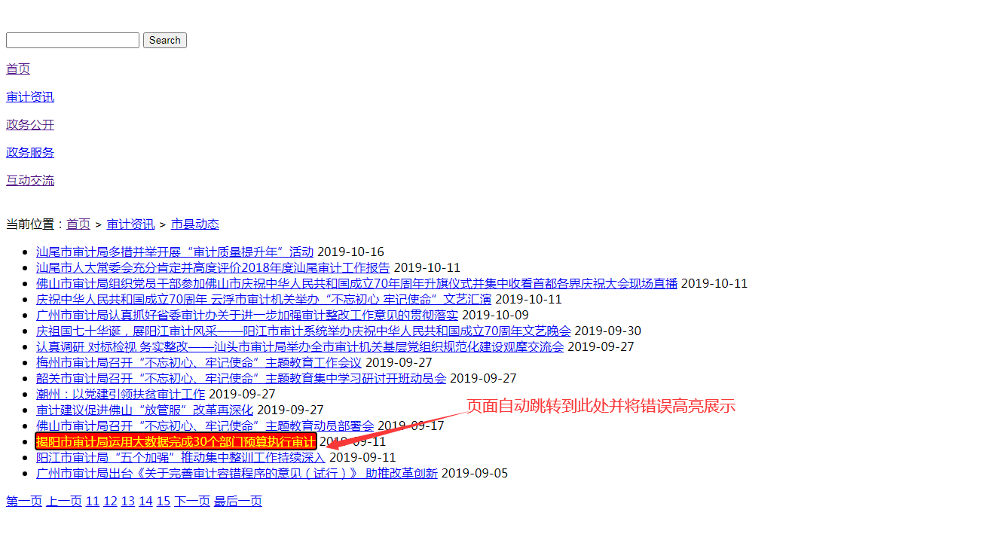 Search
首页
审计资讯
政务公开
政务服务
互动交流
当前位置：首页 > 审计资讯 > 市县动态
汕尾市审计局多措并举开展“审计质量提升年”活动 2019-10-16
汕尾市人大常委会充分肯定并高度评价2018年度汕尾审计工作报告 2019-10-11
佛山市审计局组织党员干部参加佛山市庆祝中华人民共和国成立70年周年升旗仪式并集中收看首都各界庆祝大会现场直播 2019-10-11
庆祝中华人民共和国成立70周年 云浮市审计机关举办“不忘初心 牢记使命”文艺汇演 2019-10-11
广州市审计局认真抓好省委审计办关于进一步加强审计整改工作意见的贯彻落实 2019-10-09
庆祖国七十华诞，展阳江审计风采——阳江市审计系统举办庆祝中华人民共和国成立70周年文艺晚会 2019-09-30
认真调研 对标检视 务实整改——汕头市审计局举办全市审计机关基层党组织规范化建设观摩交流会 2019-09-27
梅州市审计局召开“不忘初心、牢记使命”主题教育工作会议 2019-09-27
韶关市审计局召开“不忘初心、牢记使命”主题教育集中学习研讨开班动员会 2019-09-27
潮州：以党建引领扶贫审计工作 2019-09-27
页面自动跳转到此处并将错误高亮展示
审计建议促进佛山“放管服”改革再深化 2019-09-27
佛山市审计局召开“不忘初心、牢记使命”主题教育动员部署会 2019-09-17
揭阳市审计局运用大数据完成30个部门预算执行审计 2019-09-11
阳江市审计局“五个加强”推动集中整训工作持续深入 2019-09-11
广州市审计局出台《关于完善审计容错程序的意见（试行）》 助推改革创新 2019-09-05
第一页 上一页 11 12 13 14 15 下一页 最后一页